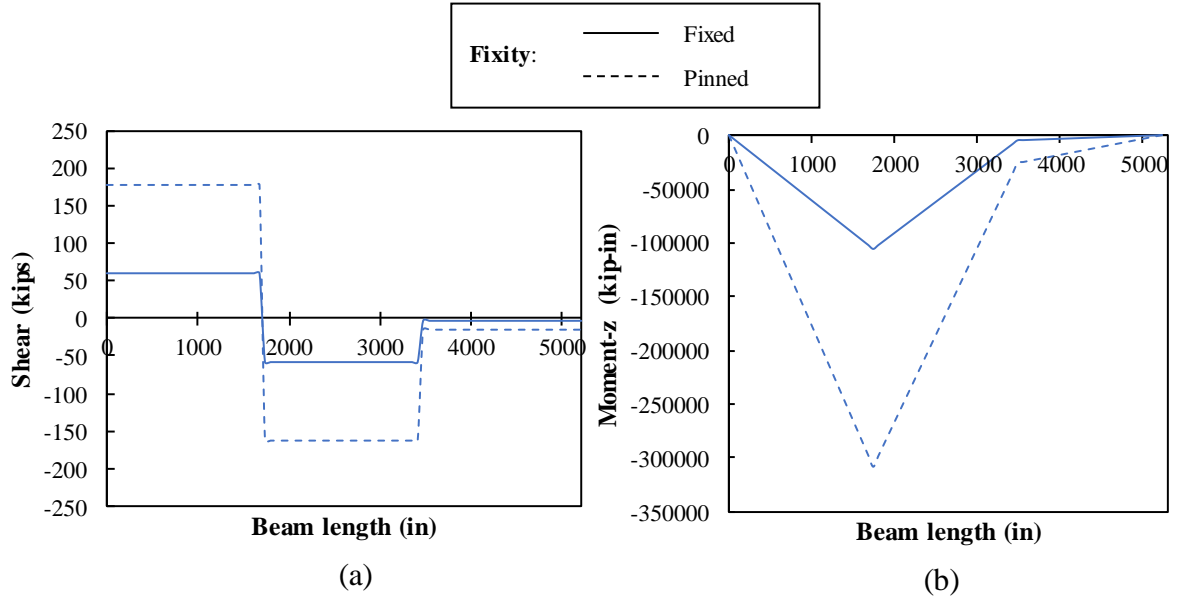 Fixity:
Fixed
Pinned
250
200
150
100
50
0
-50
-100
-150
-200
-250
0 1000 2000 3000 4000 5000
Shear (kips)
Beam length (in)
(a)
0
-50000
-100000
-150000
-200000
-250000
-300000
-350000
0 1000 2000 3000 4000 5000
Moment-z (kip-in)
Beam length (in)
(b)